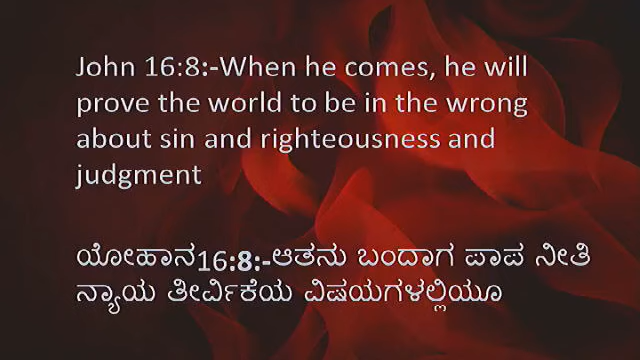 John 16:8:-When he comes, he will
prove the world to be in the wrong
about sin and righteousness and
judgment
ಯೋಹಾನ16:8:-ಆತನು ಬಂದಾಗ ಪಾಪ ನೀತಿ
ನ್ಯಾಯ ತೀರ್ವಿಕೆಯ ವಿಷಯಗಳಲ್ಲಿಯೂ